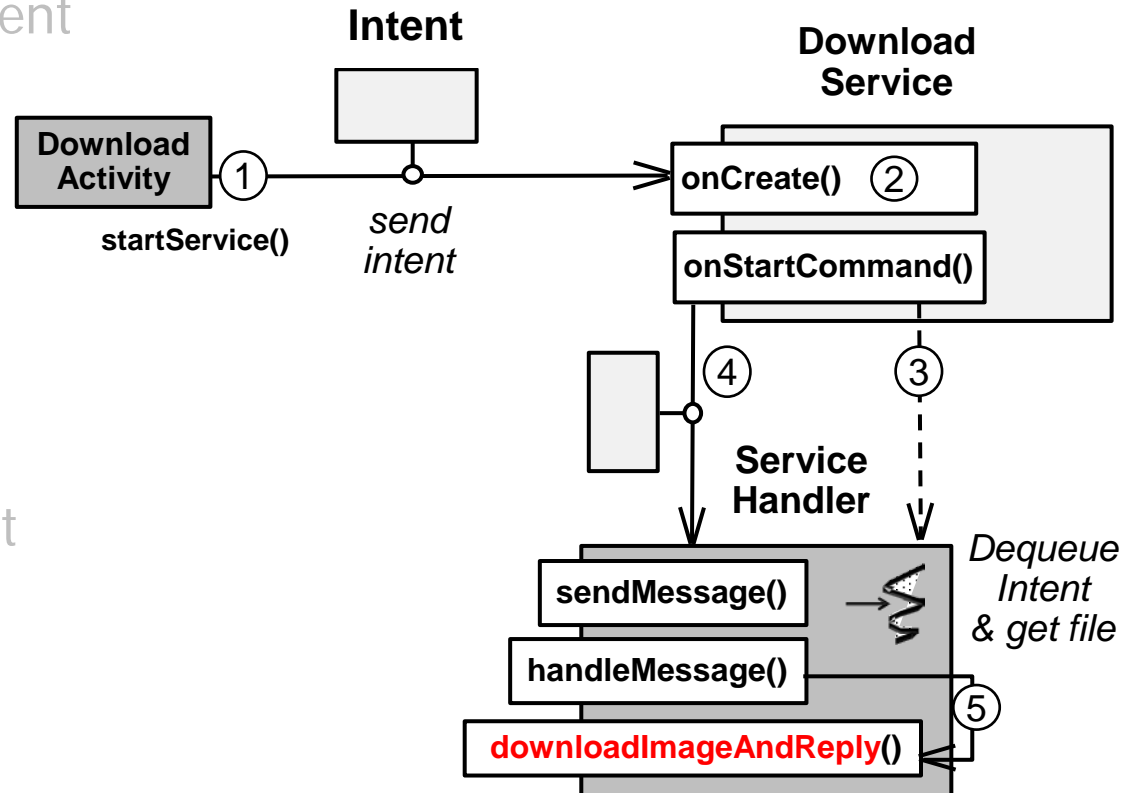 ent
Intent
Download
Service
Download
Activity
1
onCreate()
2
startService()
send
intent
onStartCommand()
4
3
Service
Handler
t
Dequeue
Intent
& get file
sendMessage()
handleMessage()
5
downloadImageAndReply()